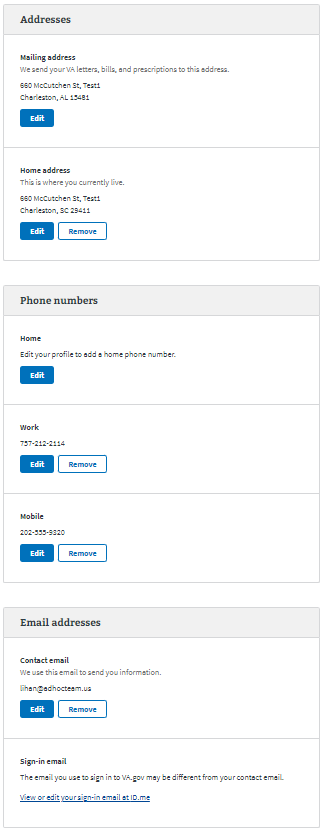 Addresses
Mailing address
We send your VA letters, bills, and prescriptions to this address.
660 McCutchen St, Test1
Charleston, AL 15481
Edit
Home address
This is where you currently live.
660 McCutchen St, Test1
Charleston, SC 29411
Edit Remove
Phone numbers
Home
Edit your profile to add a home phone number.
Edit
Work
757-212-2114
Edit Remove
Mobile
202-555-9320
Edit Remove
Email addresses
Contact email
We use this email to send you information.
lihan@adhocteam.us
Edit Remove
Sign-in email
The email you use to sign in to VA.gov may be different from your contact email.
View or edit your sign-in email at ID.me